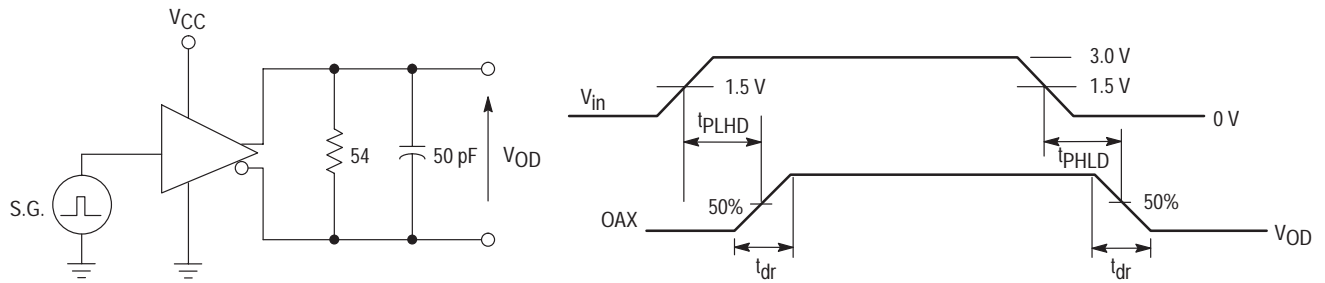 VCC
S.G.
54
50 pF
VOD
Vin
1.5 V
3.0 V
1.5 V
0 V
tPLHD
tPHLD
OAX
50%
50%
VOD
tdr
tdr